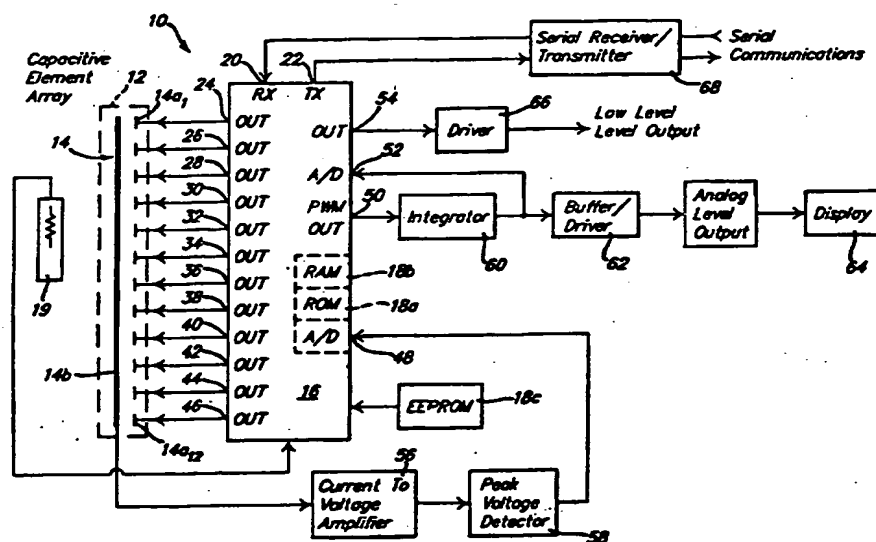 10
Capacitive
Element
Array
12
14a1
14
14b
14a12
19
20
22
RX
TX
24
OUT
26
OUT
28
OUT
30
OUT
32
OUT
34
OUT
36
OUT
38
OUT
40
OUT
42
OUT
44
OUT
46
OUT
16
54
OUT
52
A/D
50
PWM
OUT
RAM
18b
ROM
18a
A/D
48
EEPROM
18c
Serial Receiver/
Transmitter
68
Serial
Communications
66
Driver
Low Level
Level Output
Integrator
60
Buffer/
Driver
62
Analog
Level
Output
Display
64
56
Current To
Voltage
Amplifier
Peak
Voltage
Detector
58